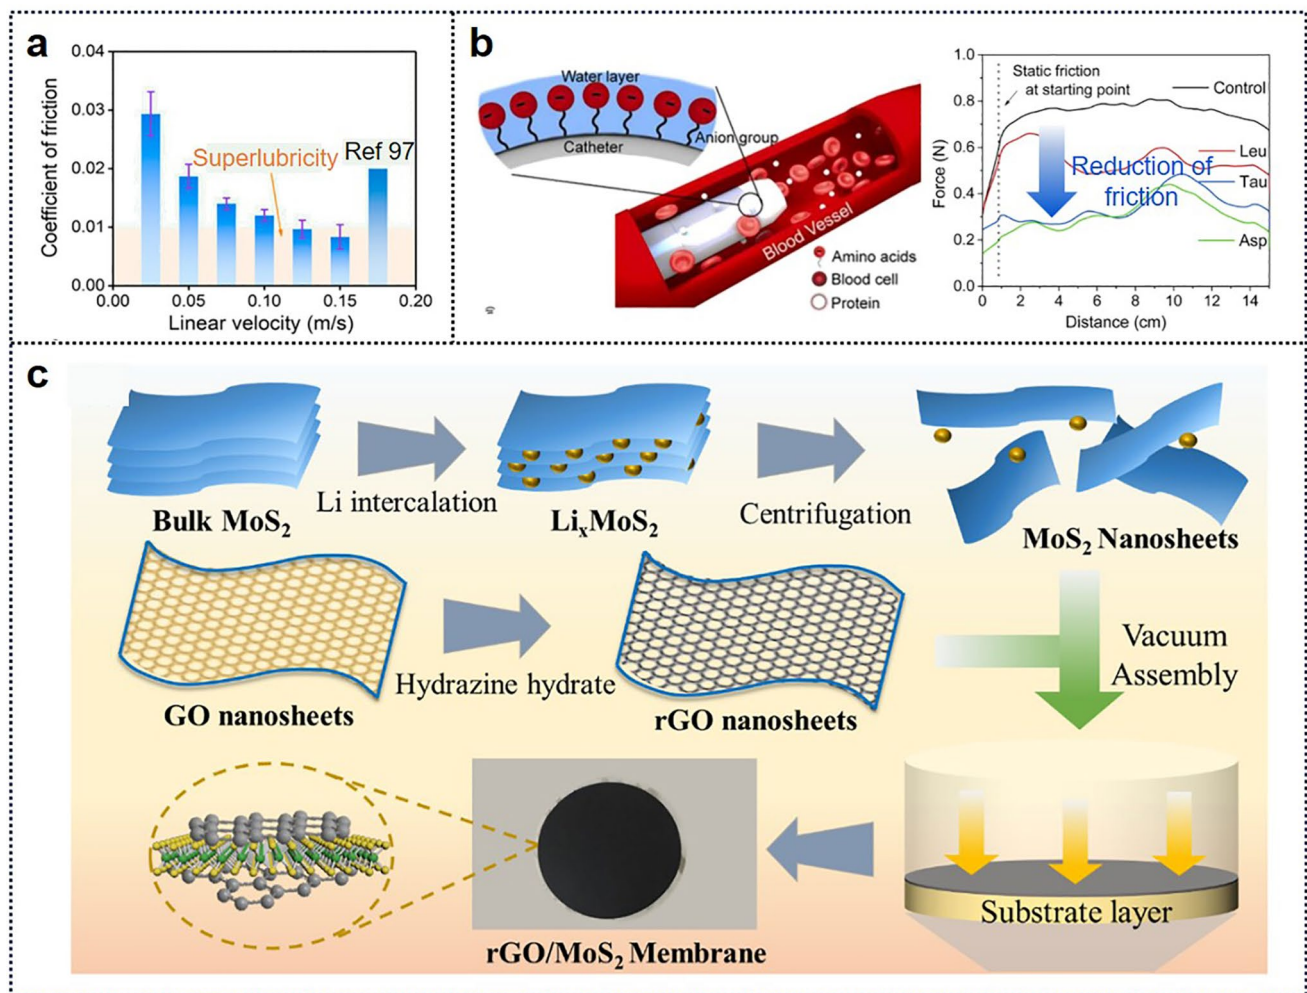 a
0.04
0.03
0.02
0.01
0.00
Coefficient of friction
Superlubricity
Ref 97
0.00 0.05 0.10 0.15 0.20
Linear velocity (m/s)
b
Water layer
Anion group
Catheter
Blood Vessel
Amino acids
Blood cell
Protein
1.0
0.8
0.6
0.4
0.2
0.0
Force (N)
Static friction
at starting point
Control
Leu
Reduction of
friction
Tau
Asp
0 2 4 6 8 10 12 14
Distance (cm)
c
Li intercalation
Centrifugation
Bulk MoS₂
LiₓMoS₂
MoS₂ Nanosheets
Hydrazine hydrate
GO nanosheets
rGO nanosheets
Vacuum
Assembly
Substrate layer
rGO/MoS₂ Membrane